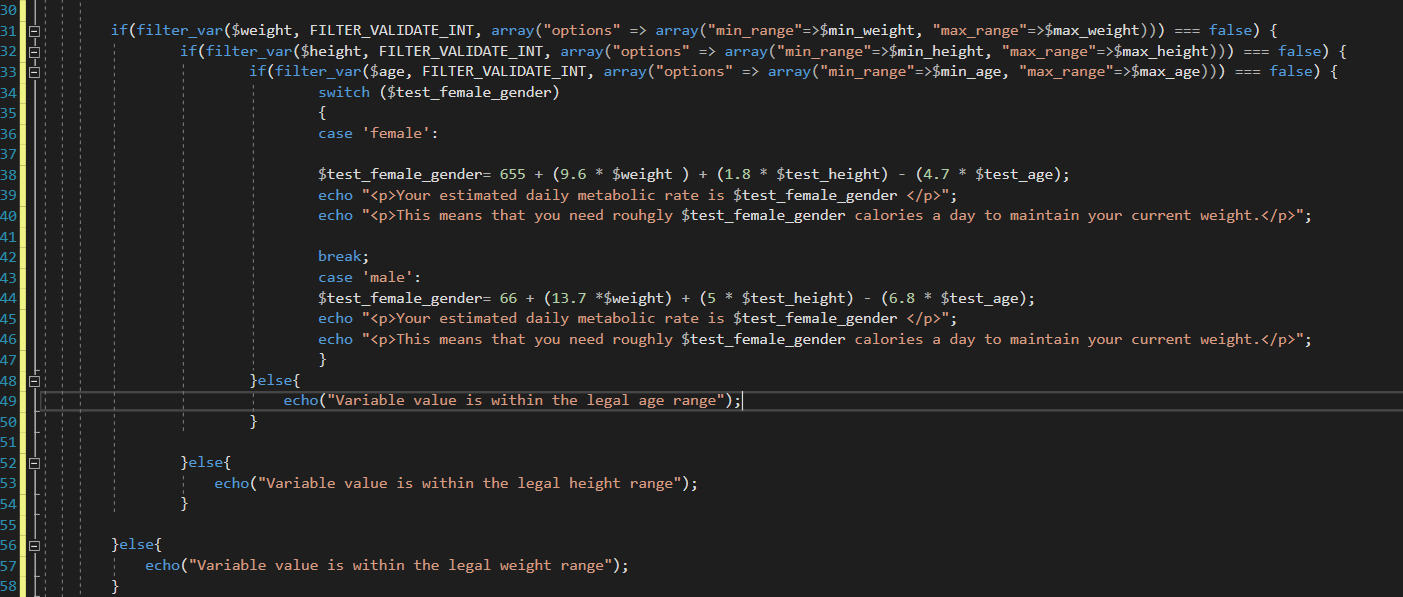 30
31 if(filter_var($weight, FILTER_VALIDATE_INT, array("options" => array("min_range"=>$min_weight, "max_range"=>$max_weight))) === false) {
32 if(filter_var($height, FILTER_VALIDATE_INT, array("options" => array("min_range"=>$min_height, "max_range"=>$max_height))) === false) {
33 if(filter_var($age, FILTER_VALIDATE_INT, array("options" => array("min_range"=>$min_age, "max_range"=>$max_age))) === false) {
34 switch ($test_female_gender)
35 {
36 case 'female':
37
38 $test_female_gender= 655 + (9.6 * $weight ) + (1.8 * $test_height) - (4.7 * $test_age);
39 echo "<p>Your estimated daily metabolic rate is $test_female_gender </p>";
40 echo "<p>This means that you need rouhgly $test_female_gender calories a day to maintain your current weight.</p>";
41
42 break;
43 case 'male':
44 $test_female_gender= 66 + (13.7 *$weight) + (5 * $test_height) - (6.8 * $test_age);
45 echo "<p>Your estimated daily metabolic rate is $test_female_gender </p>";
46 echo "<p>This means that you need roughly $test_female_gender calories a day to maintain your current weight.</p>";
47 }
48 }else{
49 echo("Variable value is within the legal age range");
50 }
51
52 }else{
53 echo("Variable value is within the legal height range");
54 }
55
56 }else{
57 echo("Variable value is within the legal weight range");
58 }